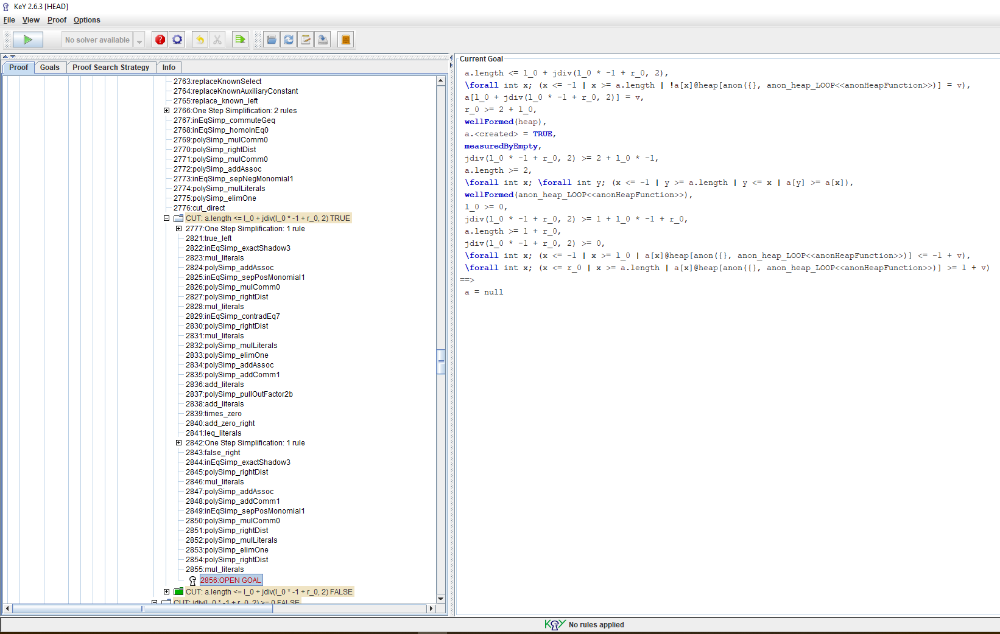 KeY 2.6.3 [HEAD]
File View Proof Options
No solver available
Proof Goals Proof Search Strategy Info
2763:replaceKnownSelect
2764:replaceKnownAuxiliaryConstant
2765:replace_known_left
2766:One Step Simplification: 2 rules
2767:inEqSimp_commuteGeq
2768:inEqSimp_homoInEq0
2769:polySimp_mulComm0
2770:polySimp_rightDist
2771:polySimp_mulComm0
2772:polySimp_addAssoc
2773:inEqSimp_sepNegMonomial1
2774:polySimp_mulLiterals
2775:polySimp_elimOne
2776:cut_direct
CUT: a.length <= l_0 + jdiv(l_0 * -1 + r_0, 2) TRUE
2777:One Step Simplification: 1 rule
2821:true_left
2822:inEqSimp_exactShadow3
2823:mul_literals
2824:polySimp_addAssoc
2825:inEqSimp_sepPosMonomial1
2826:polySimp_mulComm0
2827:polySimp_rightDist
2828:mul_literals
2829:inEqSimp_contradEq7
2830:polySimp_rightDist
2831:mul_literals
2832:polySimp_mulLiterals
2833:polySimp_elimOne
2834:polySimp_addAssoc
2835:polySimp_addComm1
2836:add_literals
2837:polySimp_pullOutFactor2b
2838:add_literals
2839:times_zero
2840:add_zero_right
2841:leq_literals
2842:One Step Simplification: 1 rule
2843:false_right
2844:inEqSimp_exactShadow3
2845:polySimp_rightDist
2846:mul_literals
2847:polySimp_addAssoc
2848:polySimp_addComm1
2849:inEqSimp_sepPosMonomial1
2850:polySimp_mulComm0
2851:polySimp_rightDist
2852:polySimp_mulLiterals
2853:polySimp_elimOne
2854:polySimp_rightDist
2855:mul_literals
2856:OPEN GOAL
CUT: a.length <= l_0 + jdiv(l_0 * -1 + r_0, 2) FALSE
CUT: jdiv(l_0 * -1 + r_0, 2) >= 0 FALSE
Current Goal
a.length <= l_0 + jdiv(l_0 * -1 + r_0, 2),
\forall int x; (x <= -1 | x >= a.length | !a[x]@heap[anon({}, anon_heap_LOOP<<anonHeapFunction>>)] = v),
a[l_0 + jdiv(l_0 * -1 + r_0, 2)] = v,
r_0 >= 2 + l_0,
wellFormed(heap),
a.<created> = TRUE,
measuredByEmpty,
jdiv(l_0 * -1 + r_0, 2) >= 2 + l_0 * -1,
a.length >= 2,
\forall int x; \forall int y; (x <= -1 | y >= a.length | y <= x | a[y] >= a[x]),
wellFormed(anon_heap_LOOP<<anonHeapFunction>>),
l_0 >= 0,
jdiv(l_0 * -1 + r_0, 2) >= 1 + l_0 * -1 + r_0,
a.length >= 1 + r_0,
jdiv(l_0 * -1 + r_0, 2) >= 0,
\forall int x; (x <= -1 | x >= l_0 | a[x]@heap[anon({}, anon_heap_LOOP<<anonHeapFunction>>)] <= -1 + v),
\forall int x; (x <= r_0 | x >= a.length | a[x]@heap[anon({}, anon_heap_LOOP<<anonHeapFunction>>)] >= 1 + v)
==>
a = null
KeY No rules applied